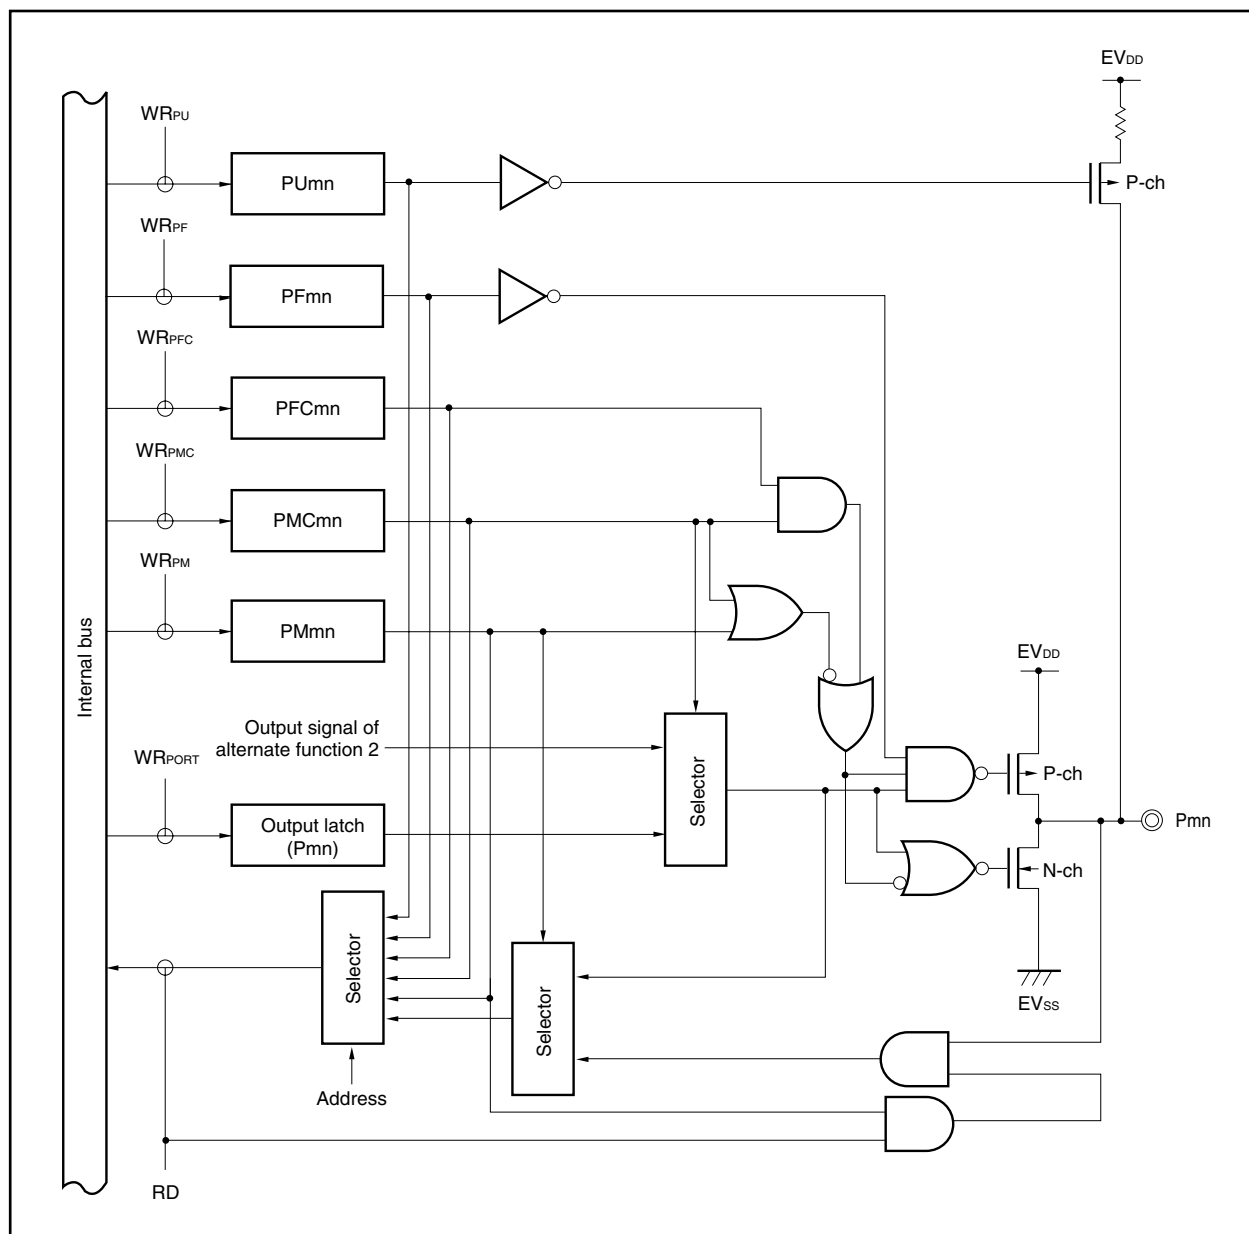 EVDD
WRPU
PUmn
P-ch
WRPF
PFmn
WRPFC
PFCmn
WRPMC
PMCmn
WRPM
PMmn
Internal bus
EVDD
Output signal of
alternate function 2
WRPORT
Selector
P-ch
Output latch
(Pmn)
Pmn
N-ch
Selector
Selector
EVSS
Address
RD